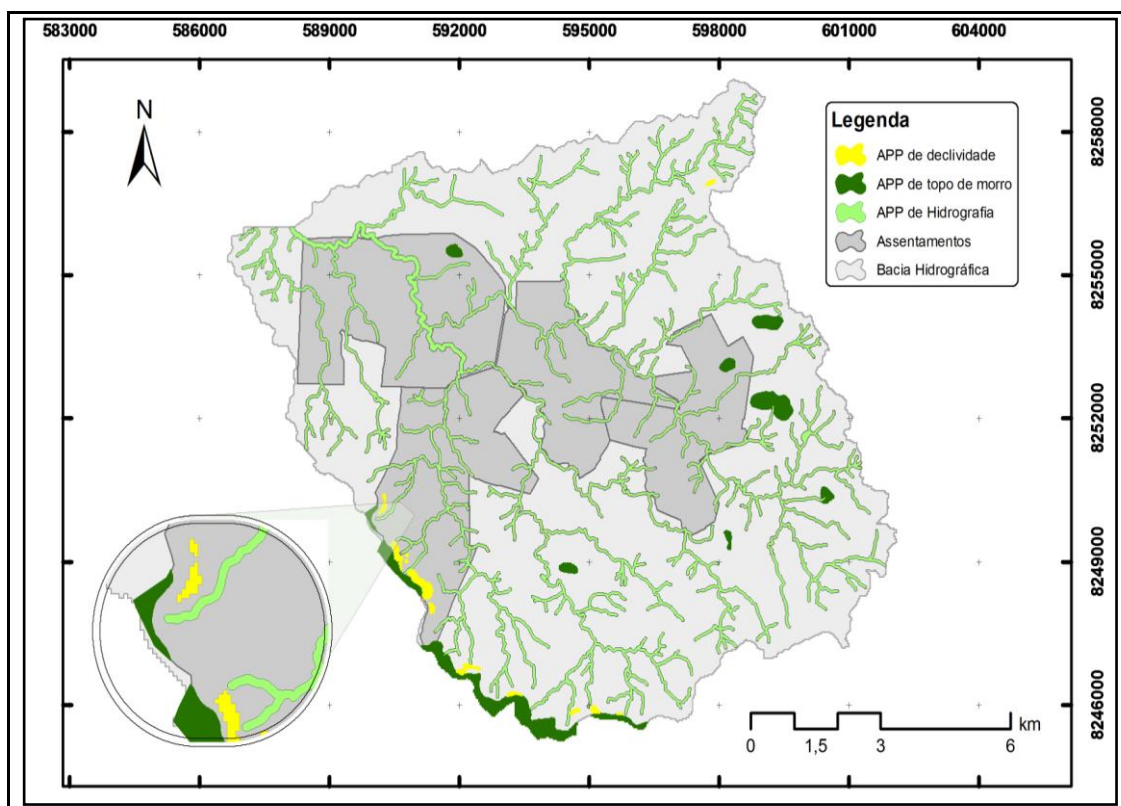 583000 586000 589000 592000 595000 598000 601000 604000
N
Legenda
APP de declividade
APP de topo de morro
APP de Hidrografia
Assentamentos
Bacia Hidrográfica
8258000
8255000
8252000
8249000
8246000
km
0 1,5 3 6